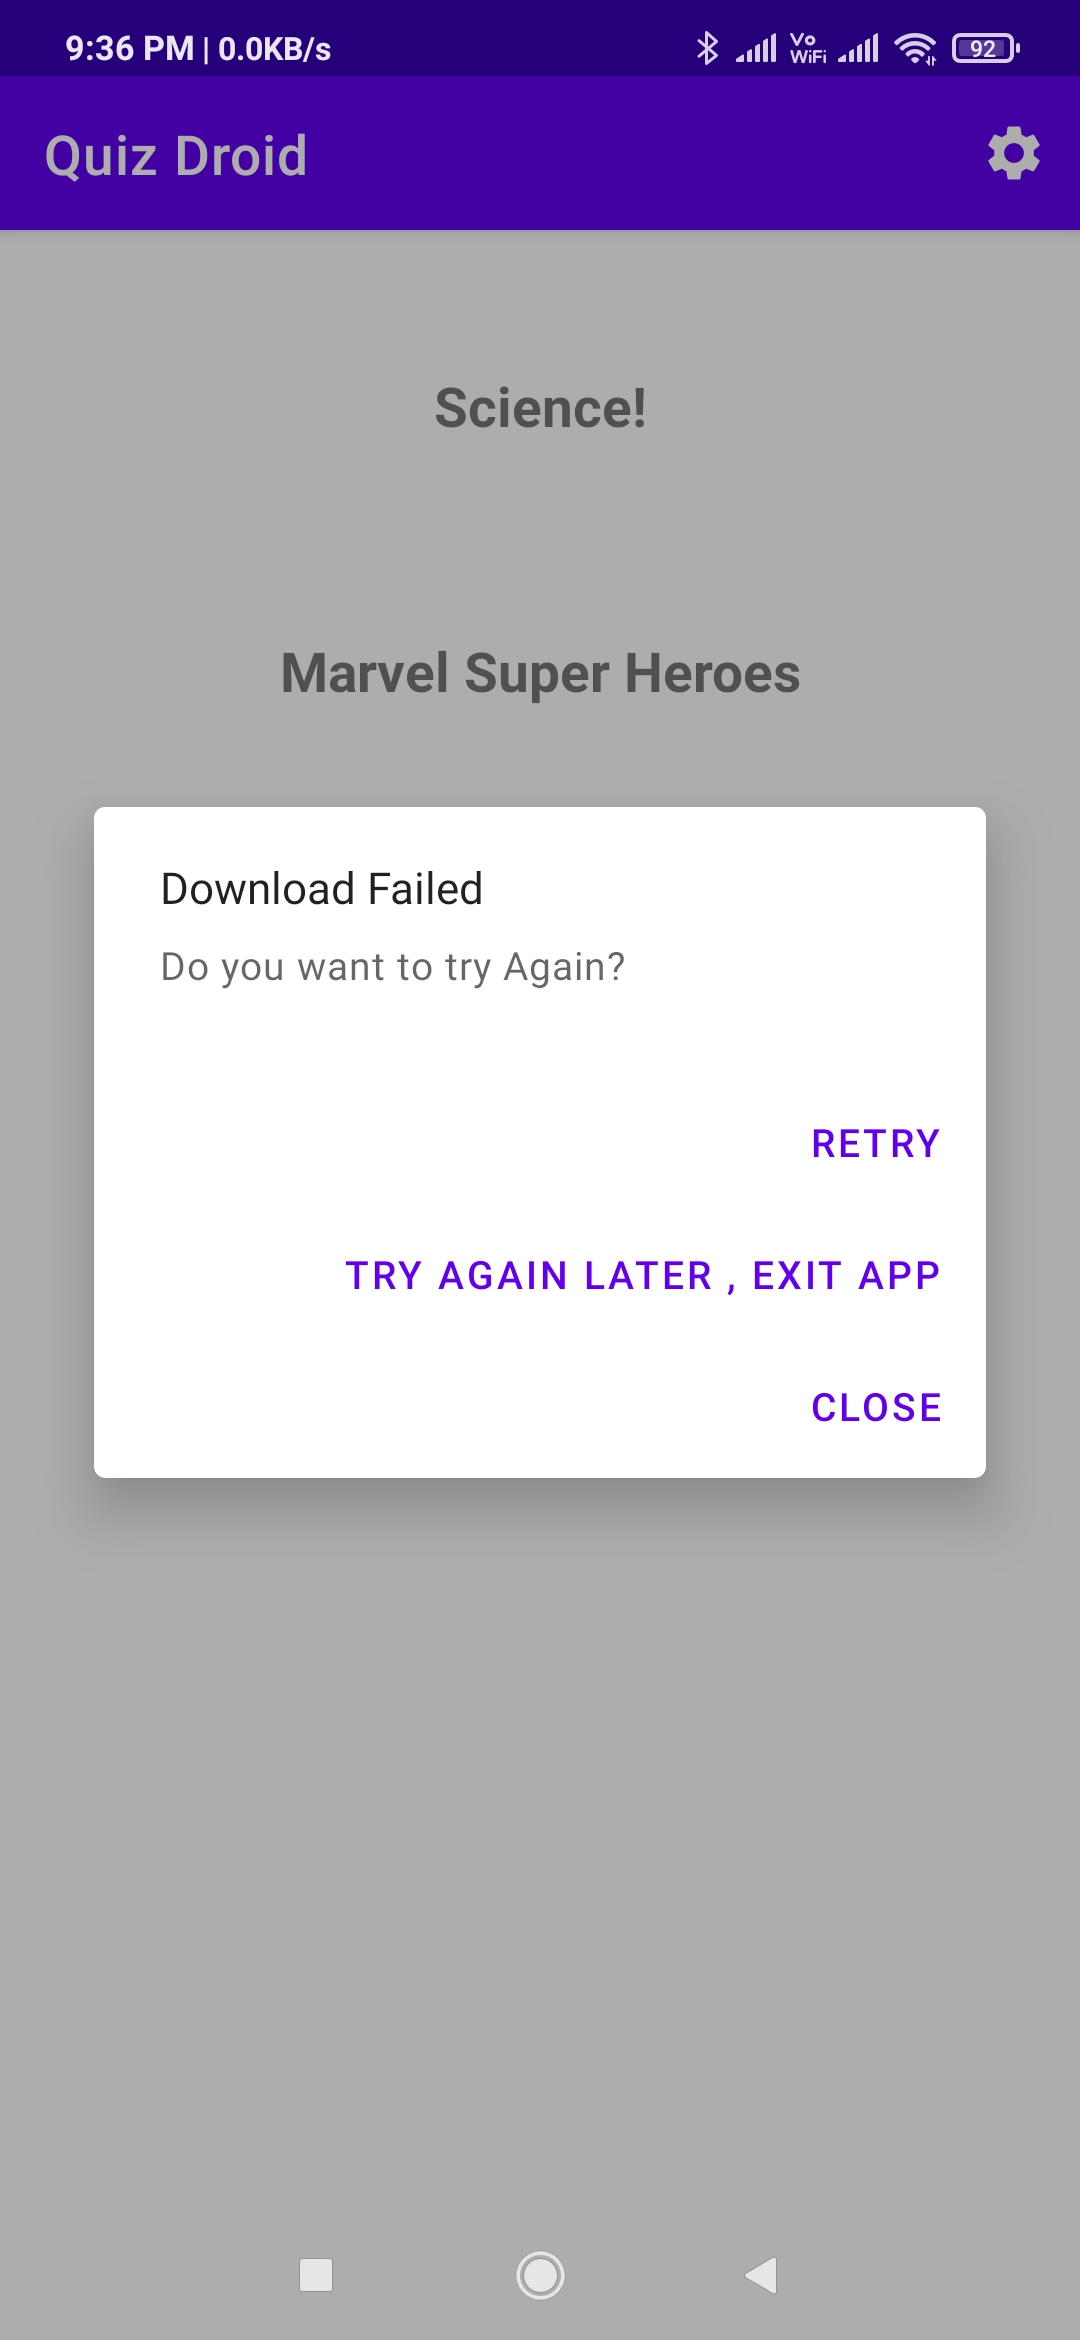 9:36 PM | 0.0KB/s Vo WiFi 92
Quiz Droid
Science!
Marvel Super Heroes
Download Failed
Do you want to try Again?
RETRY
TRY AGAIN LATER , EXIT APP
CLOSE